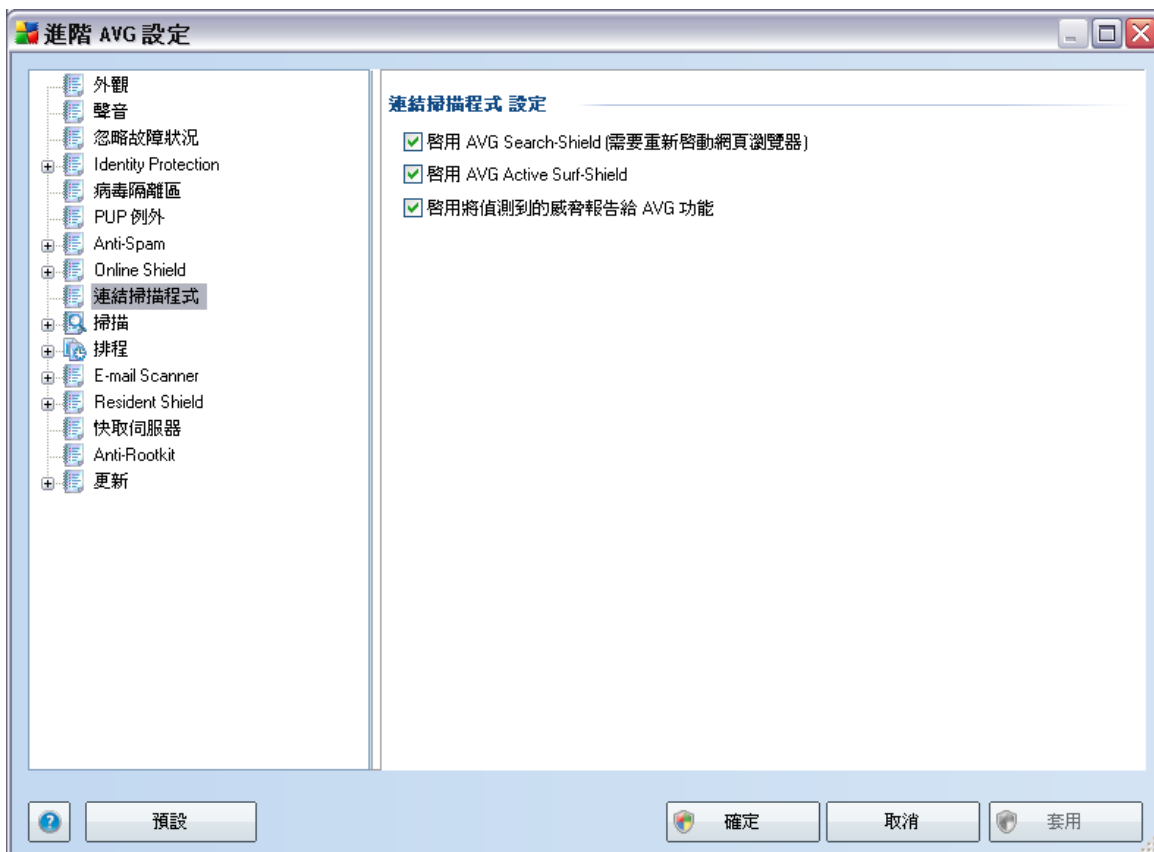 進階 AVG 設定
外觀
聲音
忽略故障狀況
Identity Protection
病毒隔離區
PUP 例外
Anti-Spam
Online Shield
連結掃描程式
掃描
排程
E-mail Scanner
Resident Shield
快取伺服器
Anti-Rootkit
更新
連結掃描程式 設定
啟用 AVG Search-Shield (需要重新啟動網頁瀏覽器)
啟用 AVG Active Surf-Shield
啟用將偵測到的威脅報告給 AVG 功能
預設
確定
取消
套用